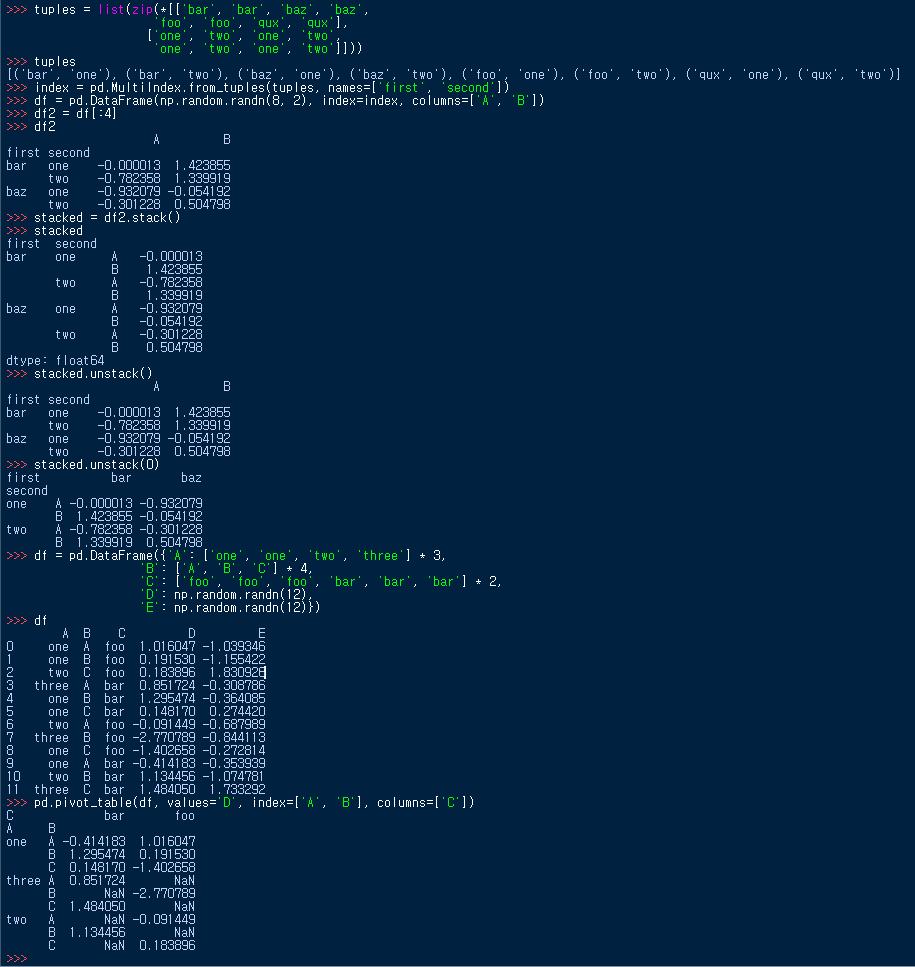 >>> tuples = list(zip(*[['bar', 'bar', 'baz', 'baz',
                     'foo', 'foo', 'qux', 'qux'],
                    ['one', 'two', 'one', 'two',
                     'one', 'two', 'one', 'two']]))
>>> tuples
[('bar', 'one'), ('bar', 'two'), ('baz', 'one'), ('baz', 'two'), ('foo', 'one'), ('foo', 'two'), ('qux', 'one'), ('qux', 'two')]
>>> index = pd.MultiIndex.from_tuples(tuples, names=['first', 'second'])
>>> df = pd.DataFrame(np.random.randn(8, 2), index=index, columns=['A', 'B'])
>>> df2 = df[:4]
>>> df2
                     A         B
first second
bar   one    -0.000013  1.423855
      two    -0.782358  1.339919
baz   one    -0.932079 -0.054192
      two    -0.301228  0.504798
>>> stacked = df2.stack()
>>> stacked
first  second
bar    one     A   -0.000013
               B    1.423855
       two     A   -0.782358
               B    1.339919
baz    one     A   -0.932079
               B   -0.054192
       two     A   -0.301228
               B    0.504798
dtype: float64
>>> stacked.unstack()
                     A         B
first second
bar   one    -0.000013  1.423855
      two    -0.782358  1.339919
baz   one    -0.932079 -0.054192
      two    -0.301228  0.504798
>>> stacked.unstack(0)
first          bar       baz
second
one    A -0.000013 -0.932079
       B  1.423855 -0.054192
two    A -0.782358 -0.301228
       B  1.339919  0.504798
>>> df = pd.DataFrame({'A': ['one', 'one', 'two', 'three'] * 3,
                   'B': ['A', 'B', 'C'] * 4,
                   'C': ['foo', 'foo', 'foo', 'bar', 'bar', 'bar'] * 2,
                   'D': np.random.randn(12),
                   'E': np.random.randn(12)})
>>> df
        A  B    C         D         E
0     one  A  foo  1.016047 -1.039346
1     one  B  foo  0.191530 -1.155422
2     two  C  foo  0.183896  1.830926
3   three  A  bar  0.851724 -0.308786
4     one  B  bar  1.295474 -0.364085
5     one  C  bar  0.148170  0.274420
6     two  A  foo -0.091449 -0.687989
7   three  B  foo -2.770789 -0.844113
8     one  C  foo -1.402658 -0.272814
9     one  A  bar -0.414183 -0.353939
10    two  B  bar  1.134456 -1.074781
11  three  C  bar  1.484050  1.733292
>>> pd.pivot_table(df, values='D', index=['A', 'B'], columns=['C'])
C             bar       foo
A     B
one   A -0.414183  1.016047
      B  1.295474  0.191530
      C  0.148170 -1.402658
three A  0.851724       NaN
      B       NaN -2.770789
      C  1.484050       NaN
two   A       NaN -0.091449
      B  1.134456       NaN
      C       NaN  0.183896
>>>